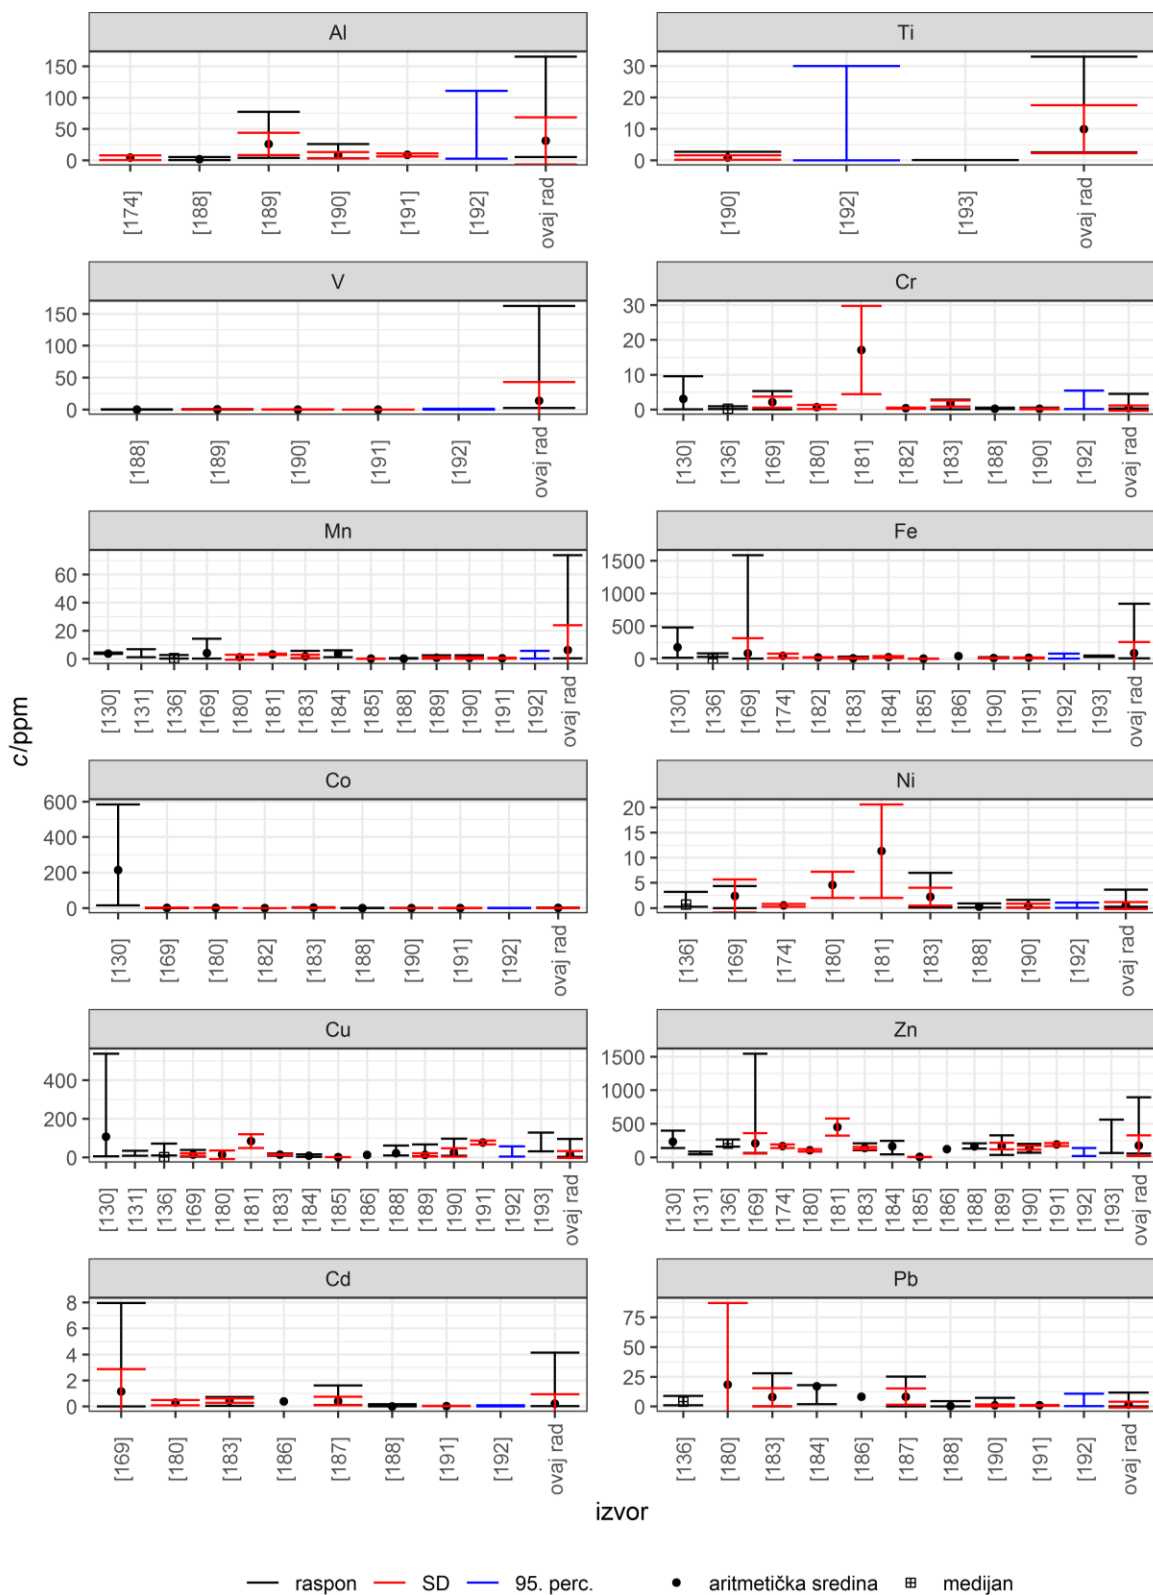 Al Ti
150
100
50
0
30
20
10
0
[174] [188] [189] [190] [191] [192] ovaj rad
[190] [192] [193] ovaj rad
V Cr
150
100
50
0
30
20
10
0
[188] [189] [190] [191] [192] ovaj rad
[130] [136] [169] [180] [181] [182] [183] [188] [190] [192] ovaj rad
Mn Fe
60
40
20
0
1500
1000
500
0
[130] [131] [136] [169] [180] [181] [183] [184] [185] [188] [189] [190] [191] [192] ovaj rad
[130] [136] [169] [174] [182] [183] [184] [185] [186] [190] [191] [192] [193] ovaj rad
c/ppm
Co Ni
600
400
200
0
20
15
10
5
0
[130] [169] [180] [182] [183] [188] [190] [191] [192] ovaj rad
[136] [169] [174] [180] [181] [183] [188] [190] [192] ovaj rad
Cu Zn
400
200
0
1500
1000
500
0
[130] [131] [136] [169] [180] [181] [183] [184] [185] [186] [188] [189] [190] [191] [192] [193] ovaj rad
[130] [131] [136] [169] [174] [180] [181] [183] [184] [185] [186] [188] [189] [190] [191] [192] [193] ovaj rad
Cd Pb
8
6
4
2
0
75
50
25
0
[169] [180] [183] [186] [187] [188] [191] [192] ovaj rad
[136] [180] [183] [184] [186] [187] [188] [190] [191] [192] ovaj rad
izvor
raspon SD 95. perc. aritmetička sredina medijan